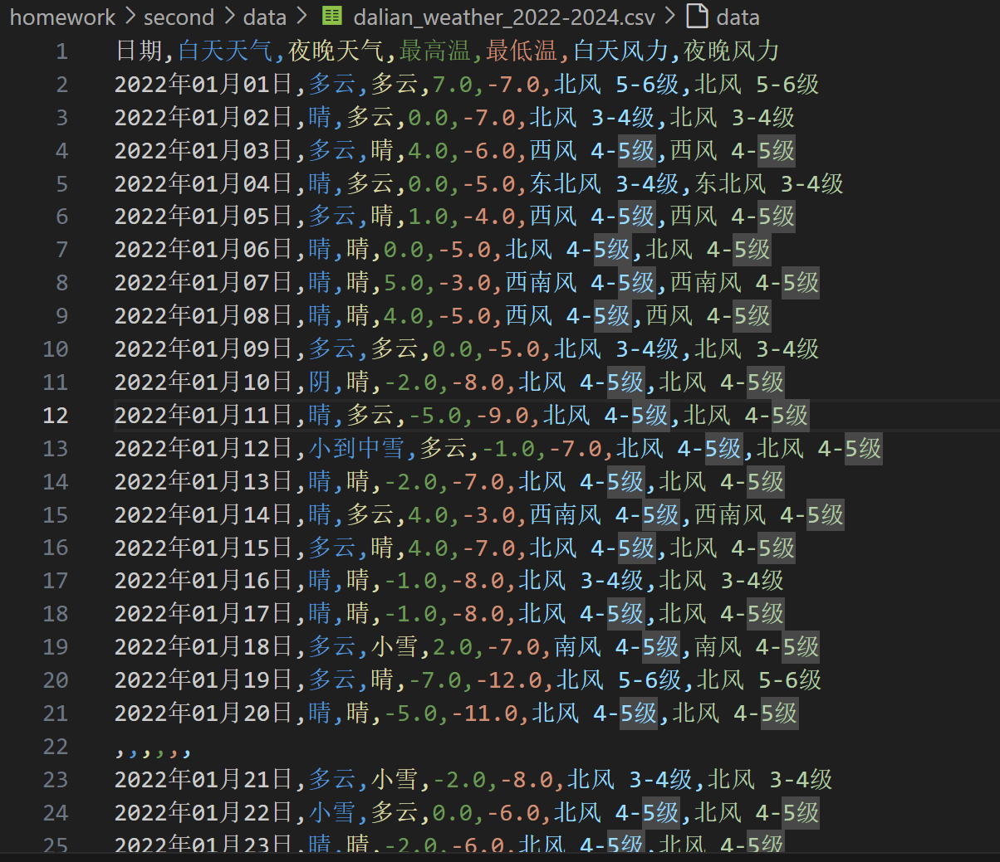 homework > second > data > dalian_weather_2022-2024.csv > data
1 日期,白天天气,夜晚天气,最高温,最低温,白天风力,夜晚风力
2 2022年01月01日,多云,多云,7.0,-7.0,北风 5-6级,北风 5-6级
3 2022年01月02日,晴,多云,0.0,-7.0,北风 3-4级,北风 3-4级
4 2022年01月03日,多云,晴,4.0,-6.0,西风 4-5级,西风 4-5级
5 2022年01月04日,晴,多云,0.0,-5.0,东北风 3-4级,东北风 3-4级
6 2022年01月05日,多云,晴,1.0,-4.0,西风 4-5级,西风 4-5级
7 2022年01月06日,晴,晴,0.0,-5.0,北风 4-5级,北风 4-5级
8 2022年01月07日,晴,晴,5.0,-3.0,西南风 4-5级,西南风 4-5级
9 2022年01月08日,晴,晴,4.0,-5.0,西风 4-5级,西风 4-5级
10 2022年01月09日,多云,多云,0.0,-5.0,北风 3-4级,北风 3-4级
11 2022年01月10日,阴,晴,-2.0,-8.0,北风 4-5级,北风 4-5级
12 2022年01月11日,晴,多云,-5.0,-9.0,北风 4-5级,北风 4-5级
13 2022年01月12日,小到中雪,多云,-1.0,-7.0,北风 4-5级,北风 4-5级
14 2022年01月13日,晴,晴,-2.0,-7.0,北风 4-5级,北风 4-5级
15 2022年01月14日,晴,多云,4.0,-3.0,西南风 4-5级,西南风 4-5级
16 2022年01月15日,多云,晴,4.0,-7.0,北风 4-5级,北风 4-5级
17 2022年01月16日,晴,晴,-1.0,-8.0,北风 3-4级,北风 3-4级
18 2022年01月17日,晴,晴,-1.0,-8.0,北风 4-5级,北风 4-5级
19 2022年01月18日,多云,小雪,2.0,-7.0,南风 4-5级,南风 4-5级
20 2022年01月19日,多云,晴,-7.0,-12.0,北风 5-6级,北风 5-6级
21 2022年01月20日,晴,晴,-5.0,-11.0,北风 4-5级,北风 4-5级
22 ,,,,,,
23 2022年01月21日,多云,小雪,-2.0,-8.0,北风 3-4级,北风 3-4级
24 2022年01月22日,小雪,多云,0.0,-6.0,北风 4-5级,北风 4-5级
25 2022年01月23日,晴,晴,-2.0,-6.0,北风 4-5级,北风 4-5级